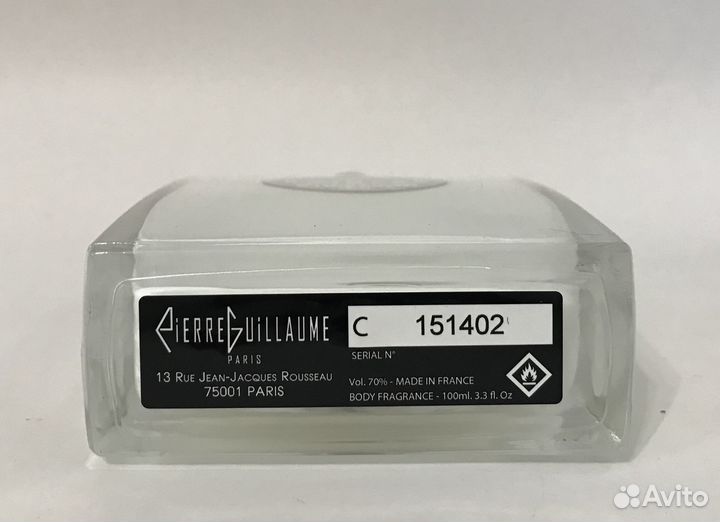 PIERREGUILLAUME
PARIS
13 RUE JEAN-JACQUES ROUSSEAU
75001 PARIS
C 151402
SERIAL N°
Vol. 70% - MADE IN FRANCE
BODY FRAGRANCE - 100ml. 3.3 fl. Oz
Avito